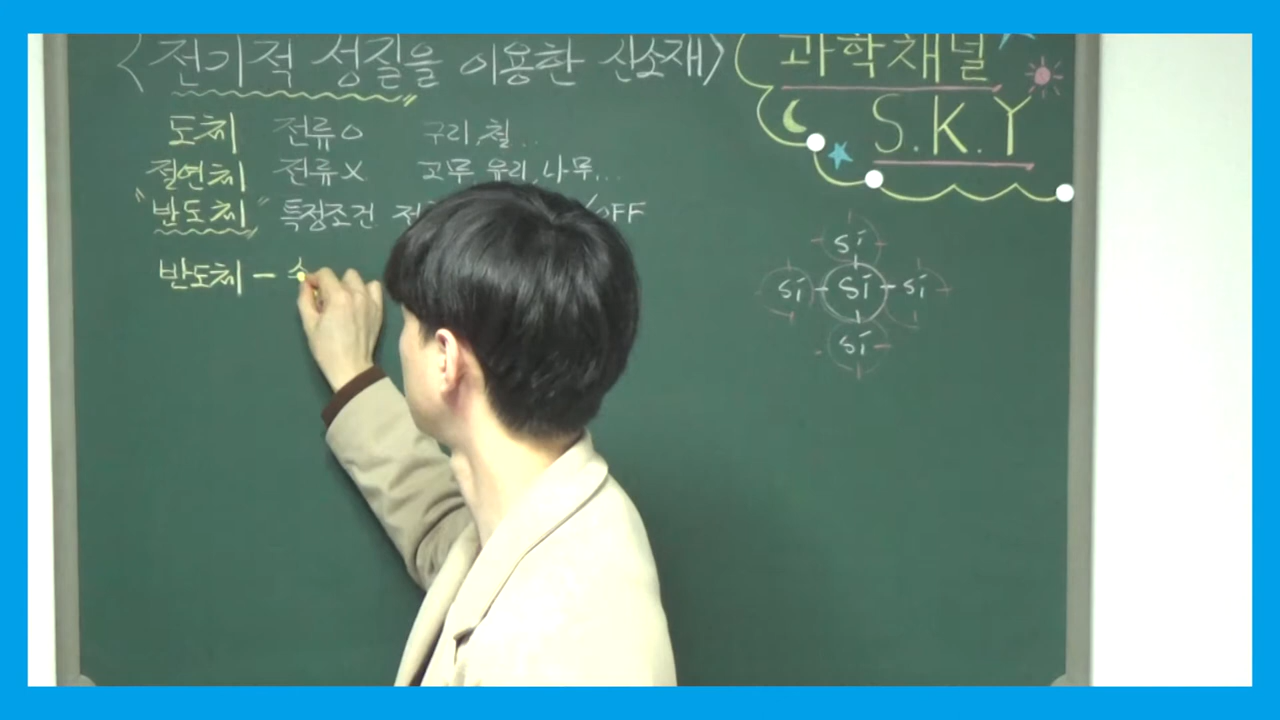 <전기적 성질을 이용한 신소재>
도체 전류O 구리, 철...
절연체 전류X 고무 유리, 나무...
"반도체" 특정조건 /OFF
반도체 -
과학채널
S.K.Y
Si
Si - Si - Si
Si